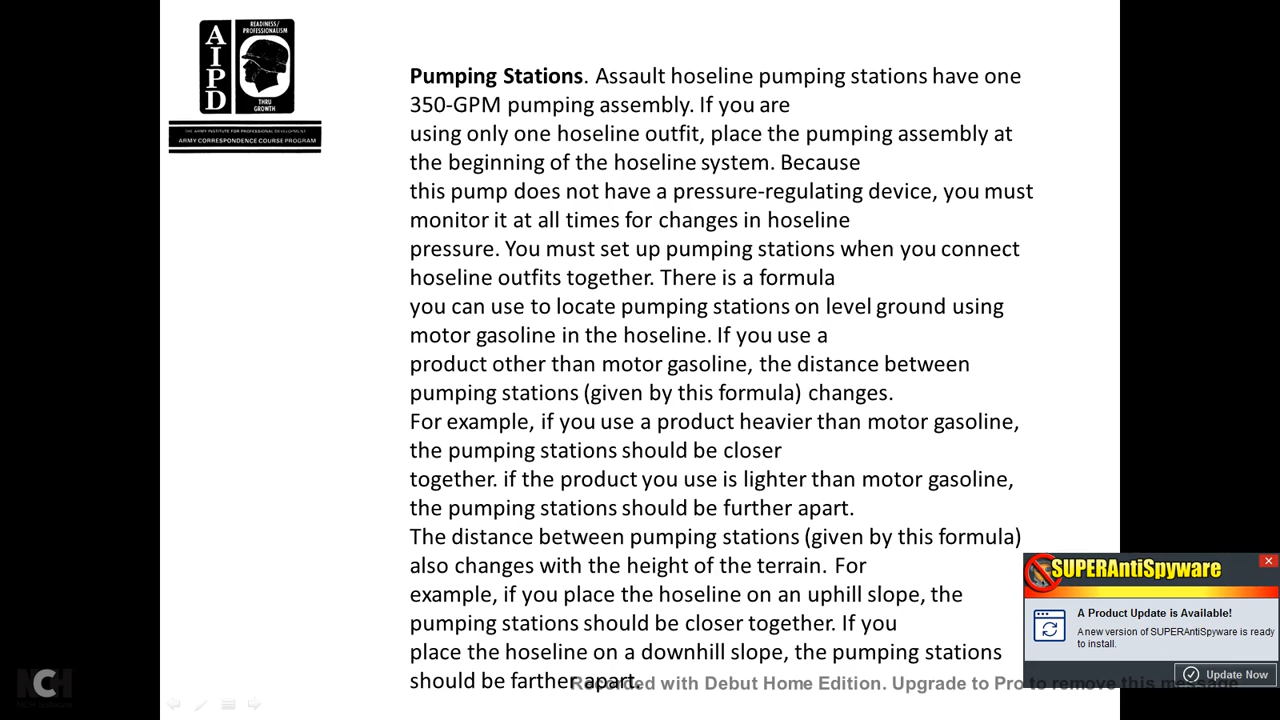 READINESS/
PROFESSIONALISM
AIPD
THRU
GROWTH
THE ARMY INSTITUTE FOR PROFESSIONAL DEVELOPMENT
ARMY CORRESPONDENCE COURSE PROGRAM
Pumping Stations. Assault hoseline pumping stations have one
350-GPM pumping assembly. If you are
using only one hoseline outfit, place the pumping assembly at
the beginning of the hoseline system. Because
this pump does not have a pressure-regulating device, you must
monitor it at all times for changes in hoseline
pressure. You must set up pumping stations when you connect
hoseline outfits together. There is a formula
you can use to locate pumping stations on level ground using
motor gasoline in the hoseline. If you use a
product other than motor gasoline, the distance between
pumping stations (given by this formula) changes.
For example, if you use a product heavier than motor gasoline,
the pumping stations should be closer
together. if the product you use is lighter than motor gasoline,
the pumping stations should be further apart.
The distance between pumping stations (given by this formula)
also changes with the height of the terrain. For
example, if you place the hoseline on an uphill slope, the
pumping stations should be closer together. If you
place the hoseline on a downhill slope, the pumping stations
should be farther apart.
SUPERAntiSpyware
A Product Update is Available!
A new version of SUPERAntiSpyware is ready
to install.
Update Now
Recorded with Debut Home Edition. Upgrade to Pro to remove this message
NCH
NCH Software